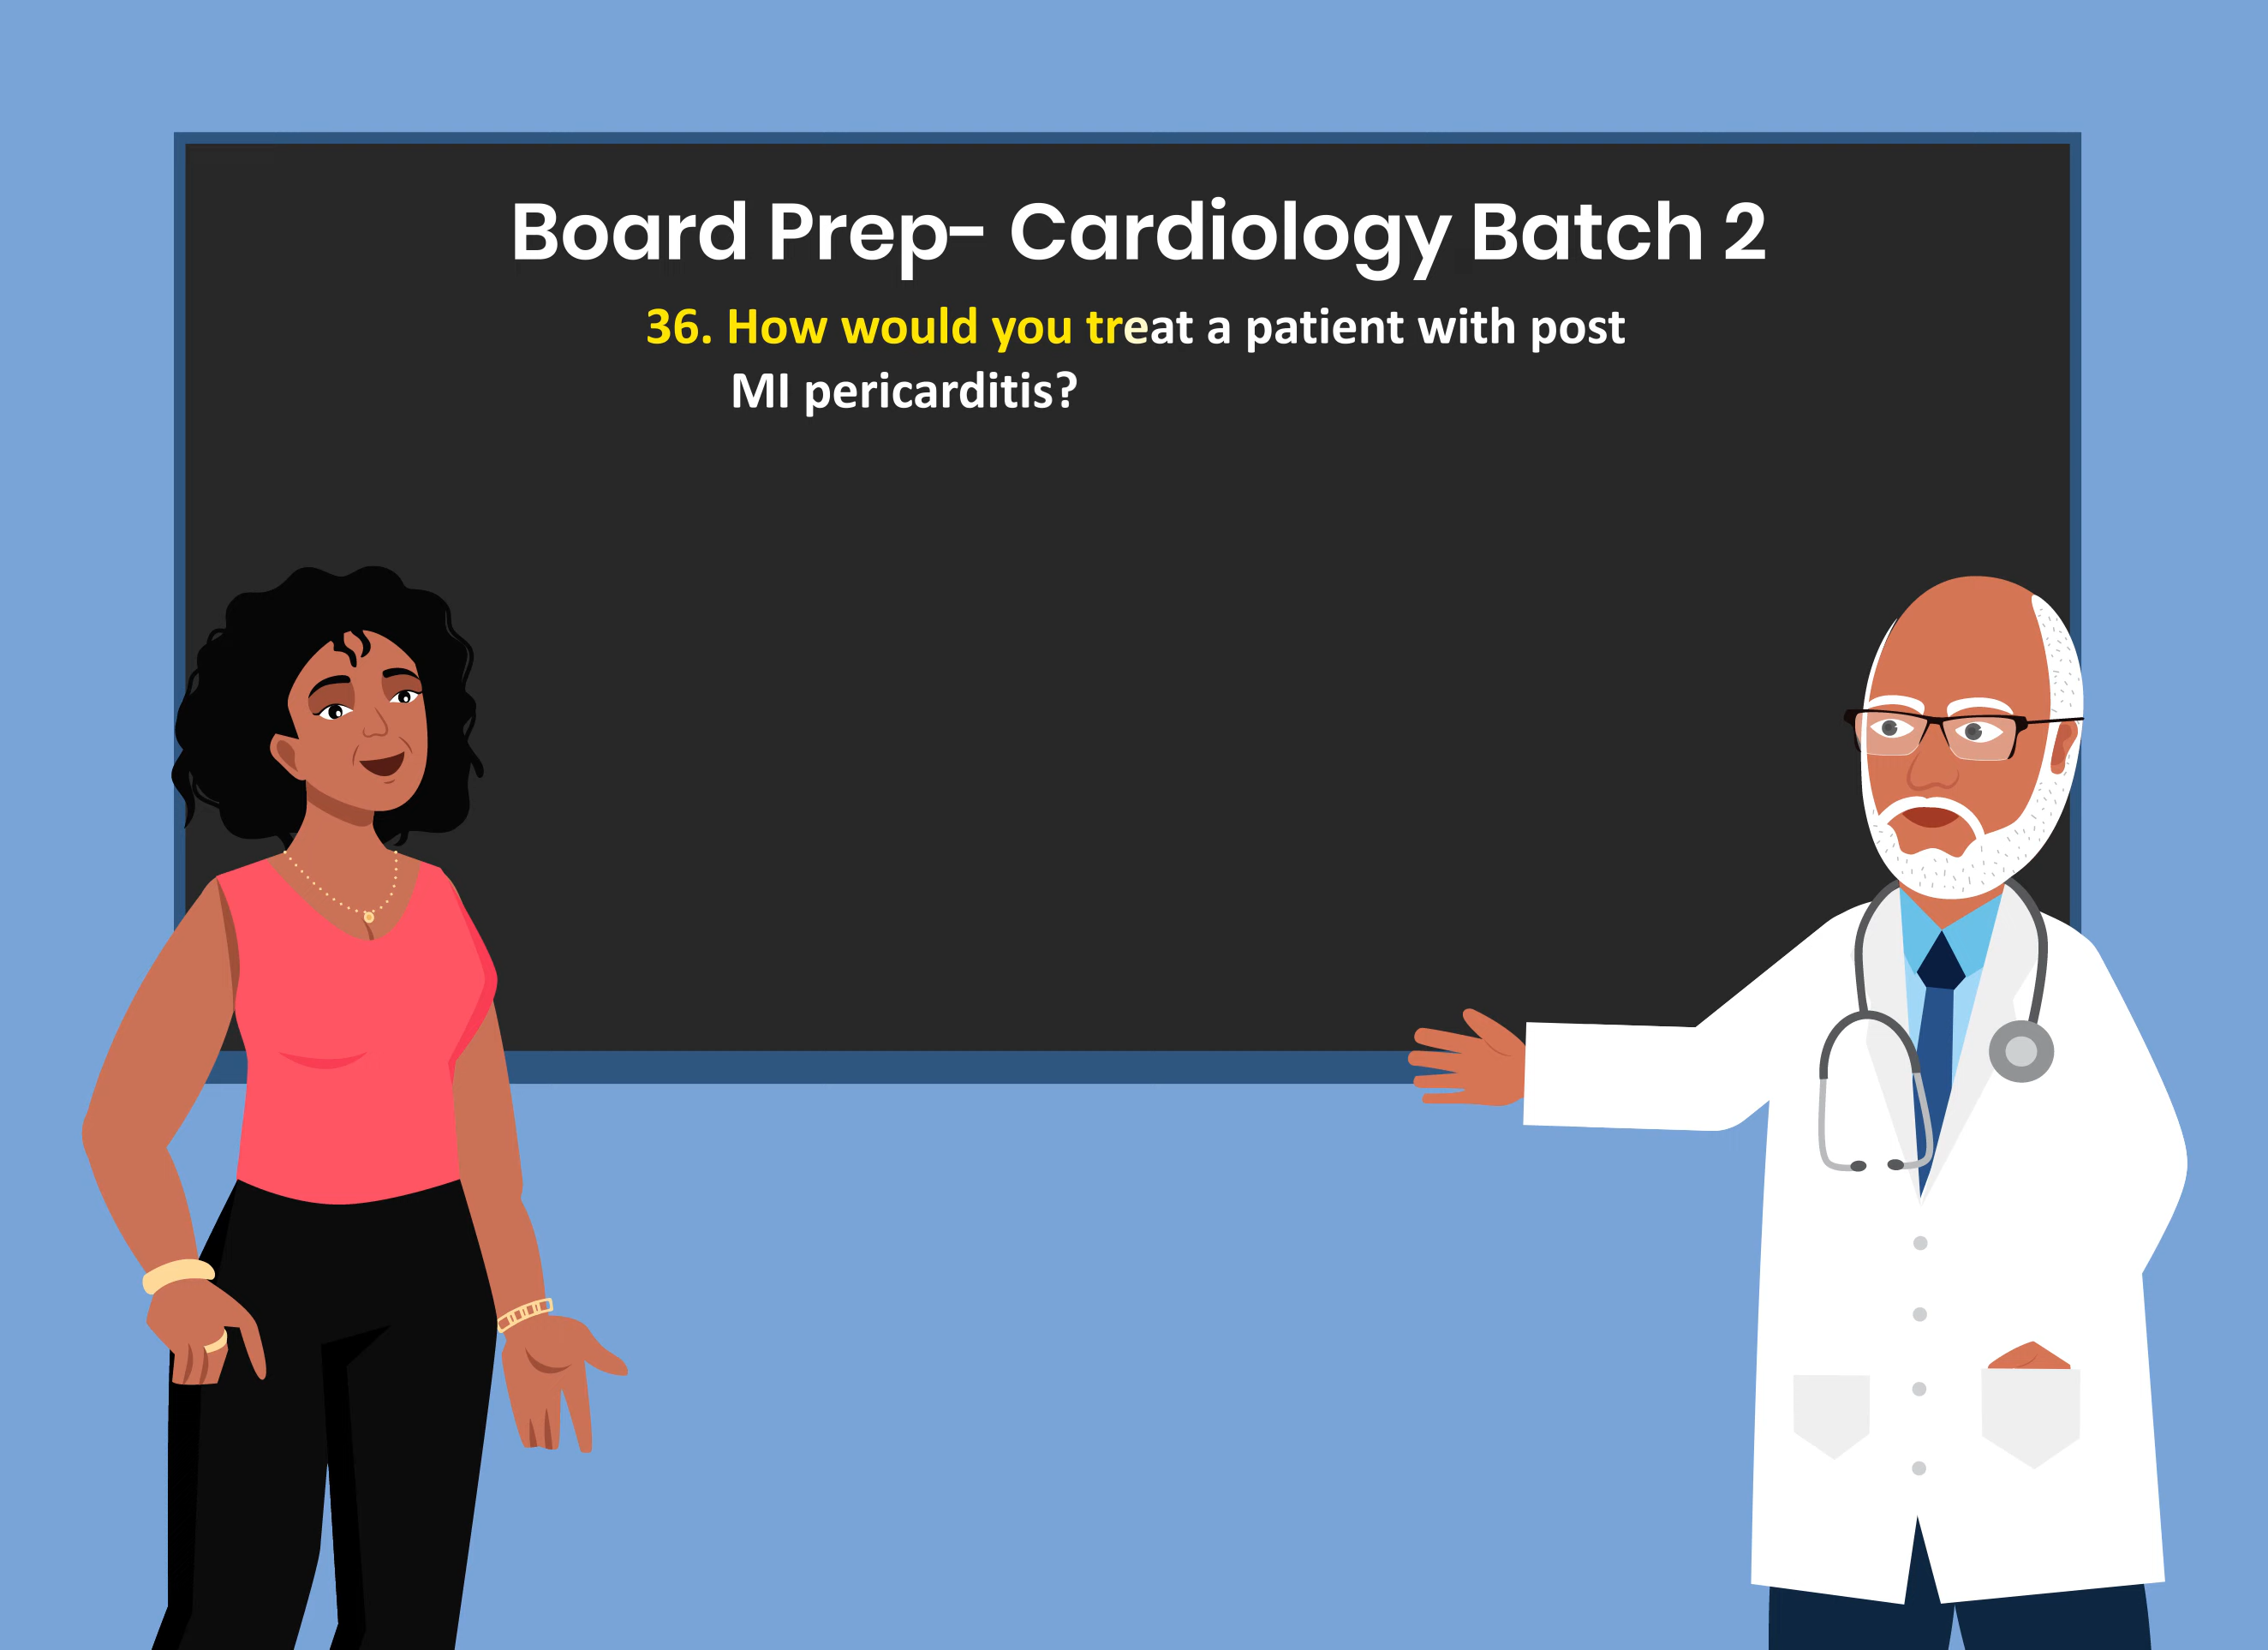 Board Prep- Cardiology Batch 2
36. How would you treat a patient with post
MI pericarditis?